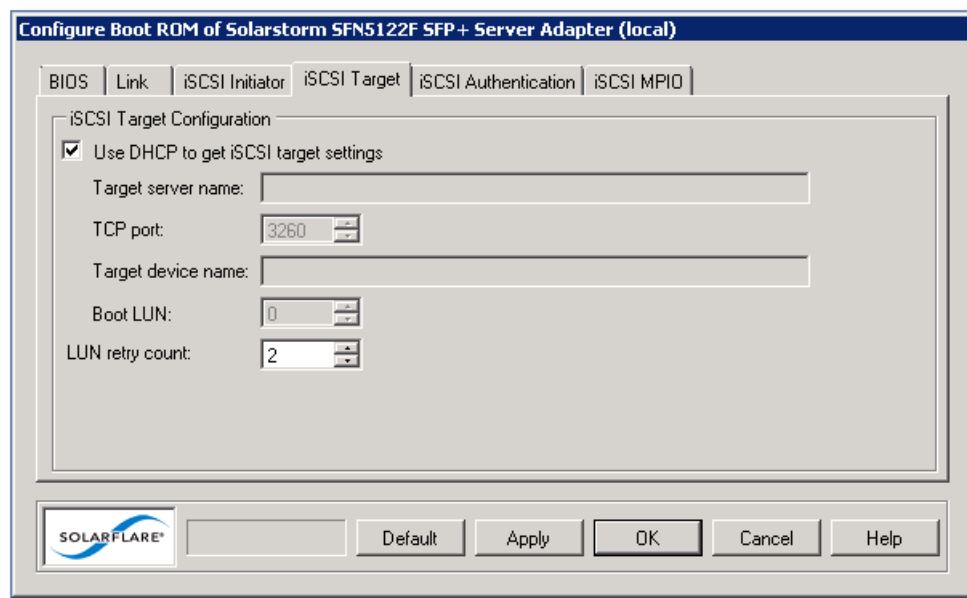 Configure Boot ROM of Solarstorm SFN5122F SFP+ Server Adapter (local)
BIOS Link iSCSI Initiator iSCSI Target iSCSI Authentication iSCSI MPIO
iSCSI Target Configuration
Use DHCP to get iSCSI target settings
Target server name:
TCP port: 3260
Target device name:
Boot LUN: 0
LUN retry count: 2
SOLARFLARE® Default Apply OK Cancel Help